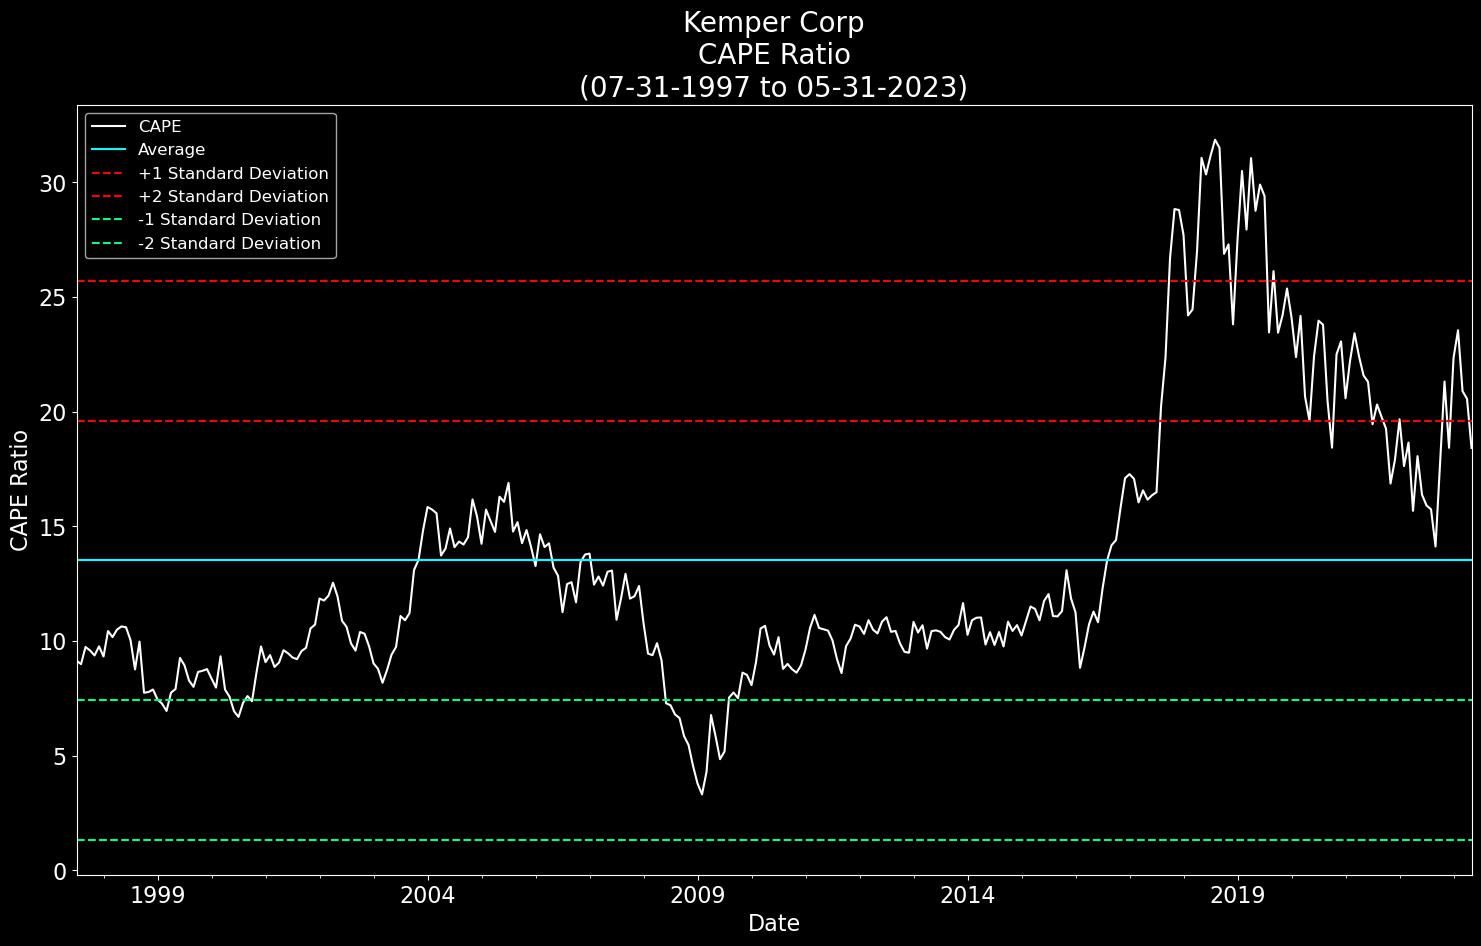 Kemper Corp
CAPE Ratio
(07-31-1997 to 05-31-2023)
CAPE
Average
+1 Standard Deviation
+2 Standard Deviation
-1 Standard Deviation
-2 Standard Deviation
CAPE Ratio
30
25
20
15
10
5
0
1999 2004 2009 2014 2019
Date